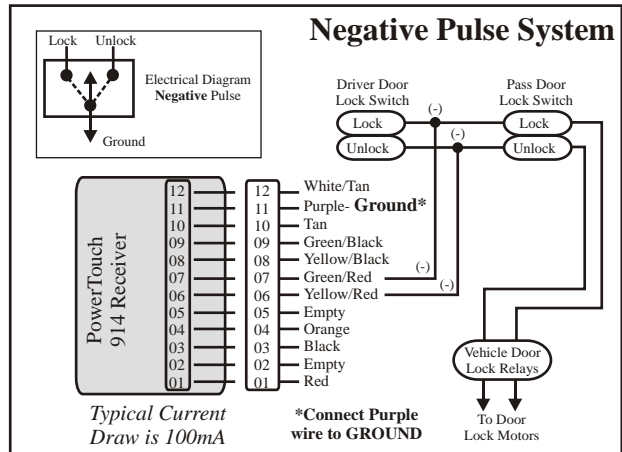 Negative Pulse System
Lock Unlock
Electrical Diagram
Negative Pulse
Ground
Driver Door
Lock Switch
Pass Door
Lock Switch
(-)
Lock
Lock
(-)
Unlock
Unlock
PowerTouch
914 Receiver
12 12 White/Tan
11 11 Purple- Ground*
10 10 Tan
09 09 Green/Black
08 08 Yellow/Black
07 07 Green/Red (-)
06 06 Yellow/Red (-)
05 05 Empty
04 04 Orange
03 03 Black
02 02 Empty
01 01 Red
Vehicle Door
Lock Relays
Typical Current
Draw is 100mA
*Connect Purple
wire to GROUND
To Door
Lock Motors